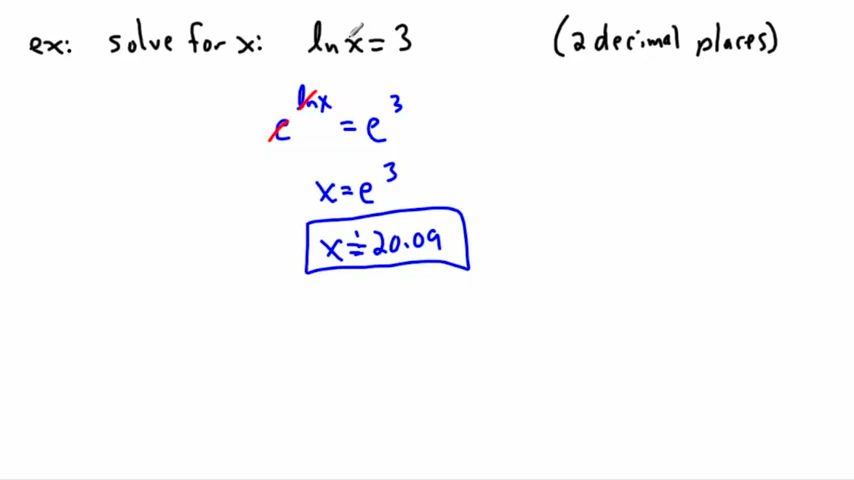 ex: solve for x: ln x = 3 (2 decimal places)
e^{ln x} = e^3
x = e^3
x ≐ 20.09